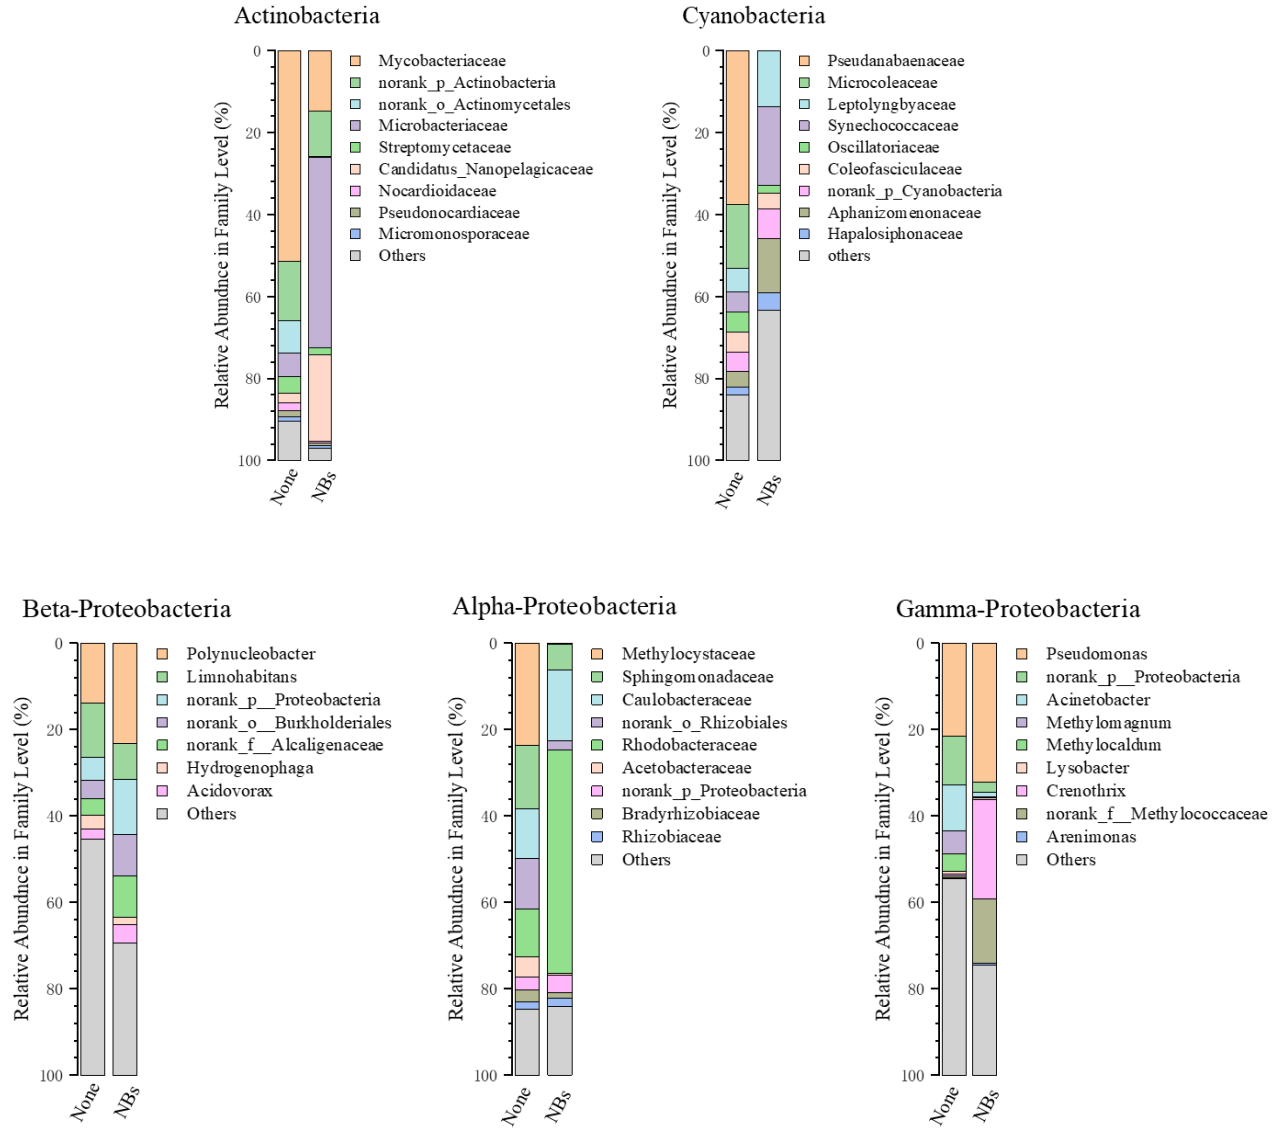 Actinobacteria
Relative Abundnce in Family Level (%)
0
20
40
60
80
100
None
NBs
Mycobacteriaceae
norank_p_Actinobacteria
norank_o_Actinomycetales
Microbacteriaceae
Streptomycetaceae
Candidatus_Nanopelagicaceae
Nocardioidaceae
Pseudonocardiaceae
Micromonosporaceae
Others
Cyanobacteria
Relative Abundnce in Family Level (%)
0
20
40
60
80
100
None
NBs
Pseudanabaenaceae
Microcoleaceae
Leptolyngbyaceae
Synechococcaceae
Oscillatoriaceae
Coleofasciculaceae
norank_p_Cyanobacteria
Aphanizomenonaceae
Hapalosiphonaceae
others
Beta-Proteobacteria
Relative Abundnce in Family Level (%)
0
20
40
60
80
100
None
NBs
Polynucleobacter
Limnohabitans
norank_p__Proteobacteria
norank_o__Burkholderiales
norank_f__Alcaligenaceae
Hydrogenophaga
Acidovorax
Others
Alpha-Proteobacteria
Relative Abundnce in Family Level (%)
0
20
40
60
80
100
None
NBs
Methylocystaceae
Sphingomonadaceae
Caulobacteraceae
norank_o_Rhizobiales
Rhodobacteraceae
Acetobacteraceae
norank_p_Proteobacteria
Bradyrhizobiaceae
Rhizobiaceae
Others
Gamma-Proteobacteria
Relative Abundnce in Family Level (%)
0
20
40
60
80
100
None
NBs
Pseudomonas
norank_p__Proteobacteria
Acinetobacter
Methylomagnum
Methylocaldum
Lysobacter
Crenothrix
norank_f__Methylococcaceae
Arenimonas
Others